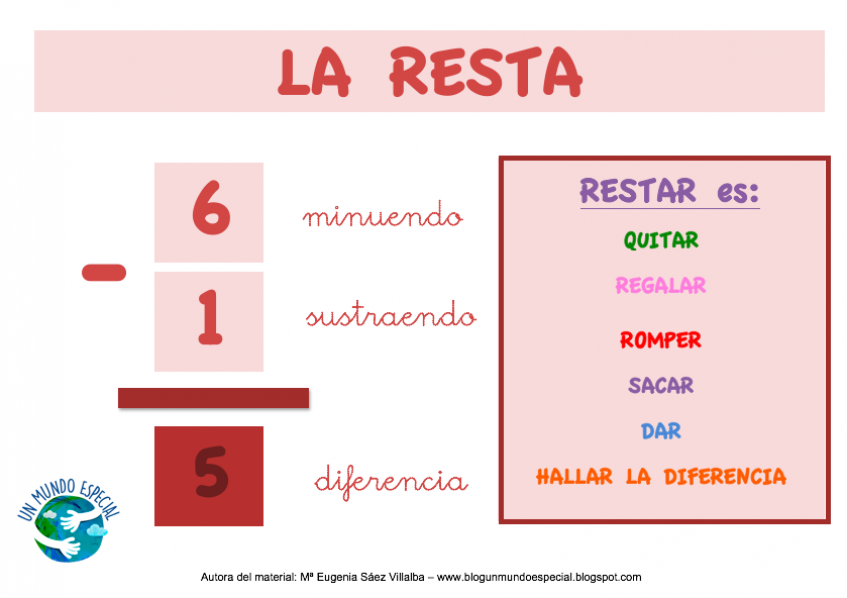 LA RESTA
6 minuendo
-
1 sustraendo
5 diferencia
RESTAR es:
QUITAR
REGALAR
ROMPER
SACAR
DAR
HALLAR LA DIFERENCIA
UN MUNDO ESPECIAL
Autora del material: Mª Eugenia Sáez Villalba – www.blogunmundoespecial.blogspot.com